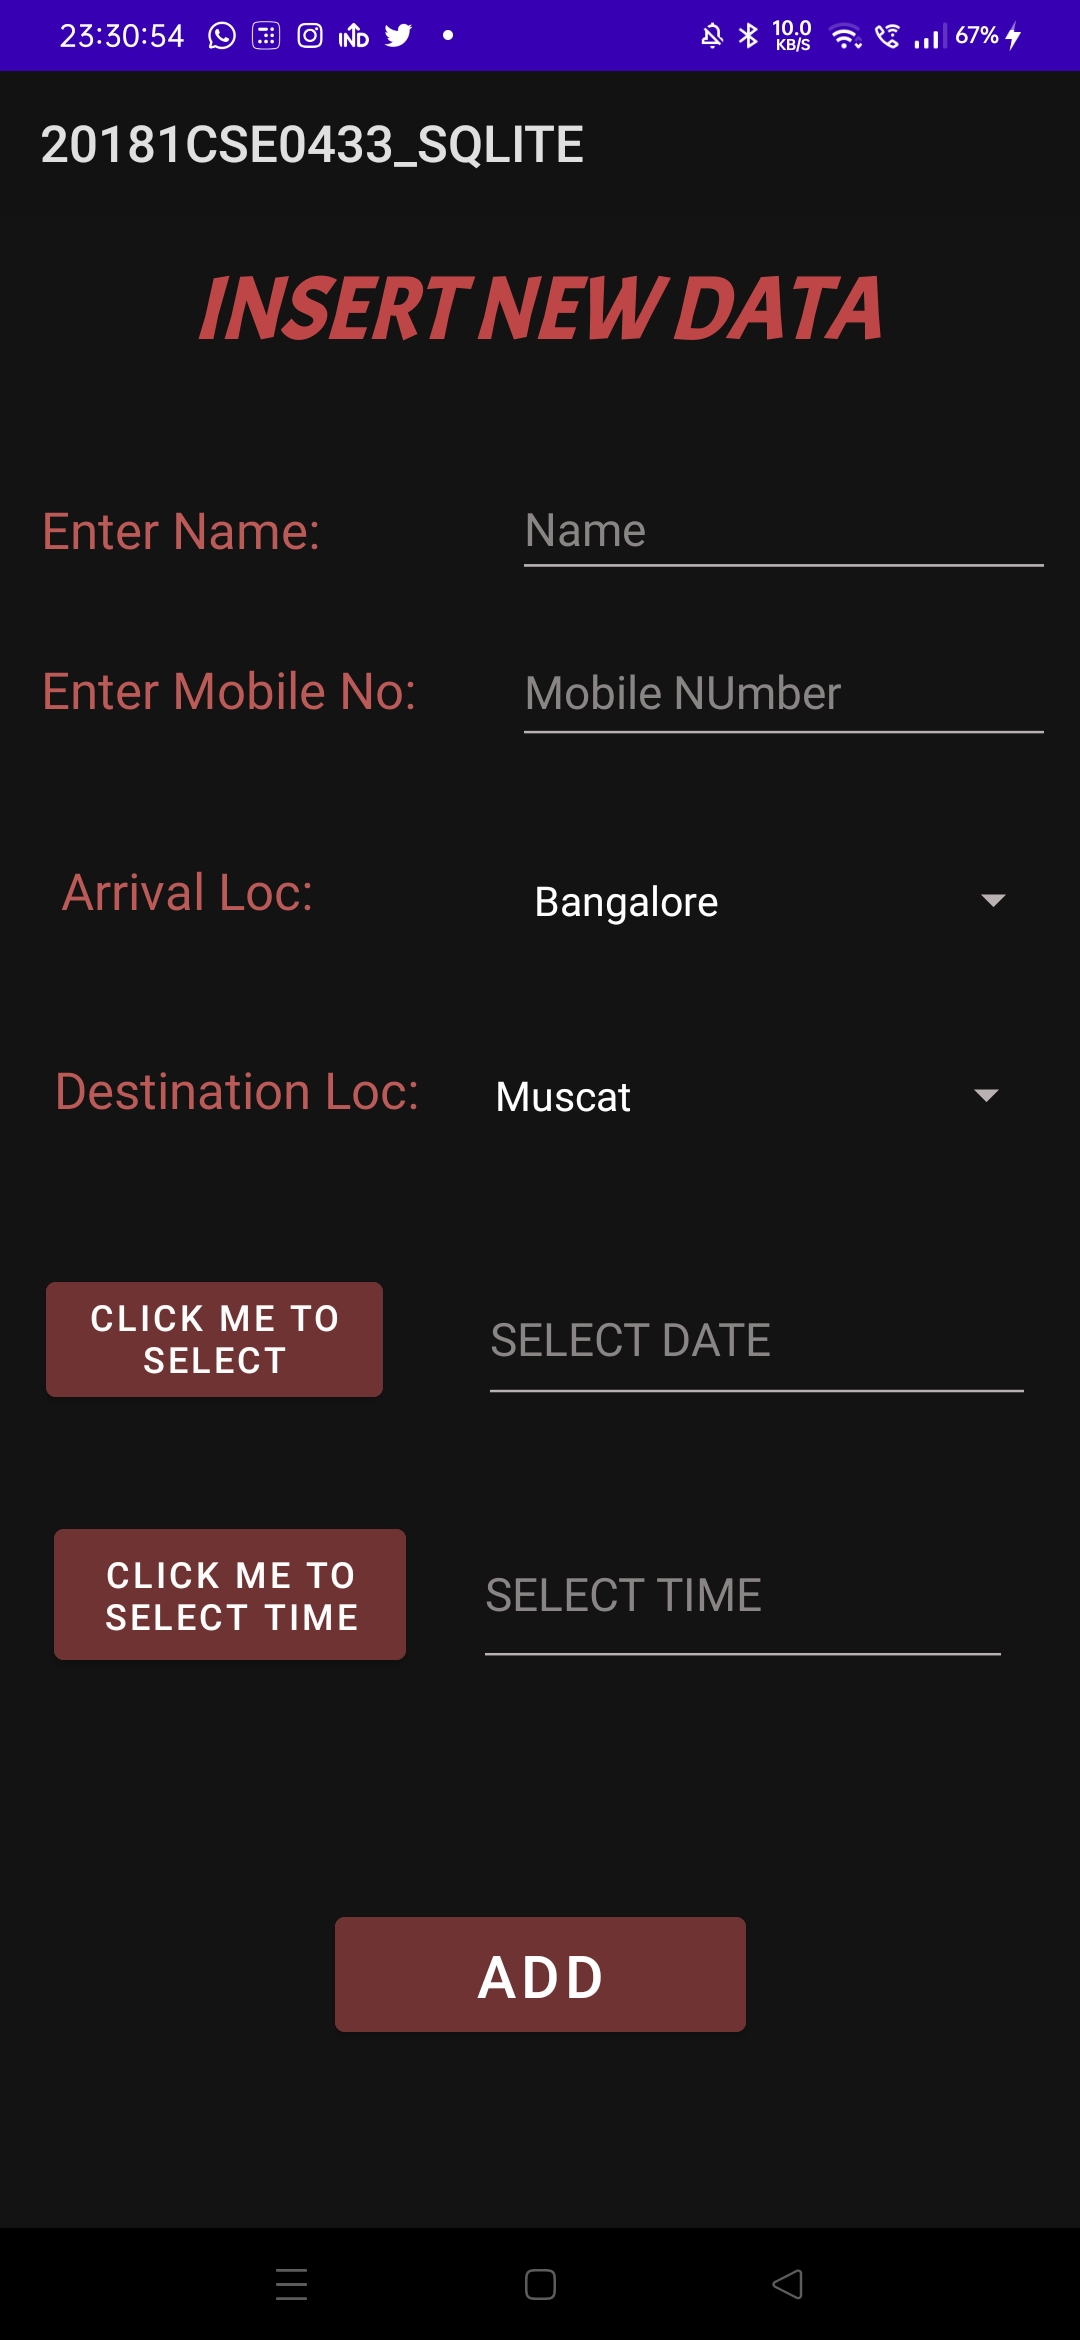 23:30:54 IND 10.0 KB/S 67%
20181CSE0433_SQLITE
INSERT NEW DATA
Enter Name: Name
Enter Mobile No: Mobile NUmber
Arrival Loc: Bangalore
Destination Loc: Muscat
CLICK ME TO
SELECT
SELECT DATE
CLICK ME TO
SELECT TIME
SELECT TIME
ADD